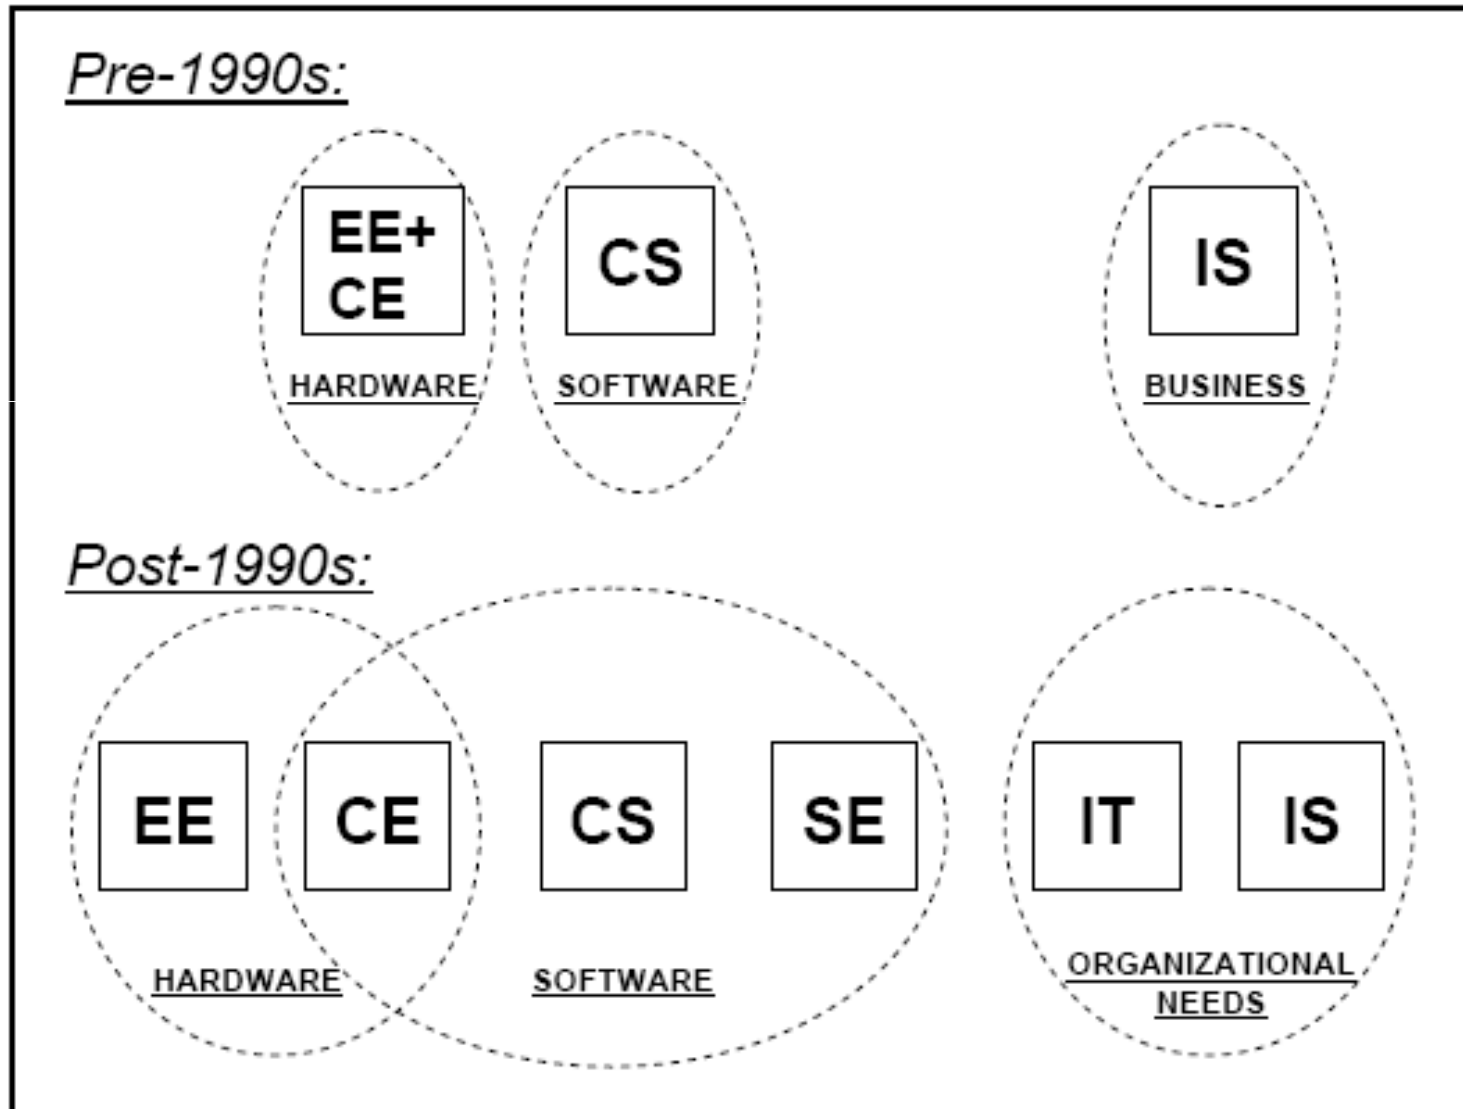 Pre-1990s:
EE+
CE
CS
IS
HARDWARE
SOFTWARE
BUSINESS
Post-1990s:
EE
CE
CS
SE
IT
IS
HARDWARE
SOFTWARE
ORGANIZATIONAL
NEEDS